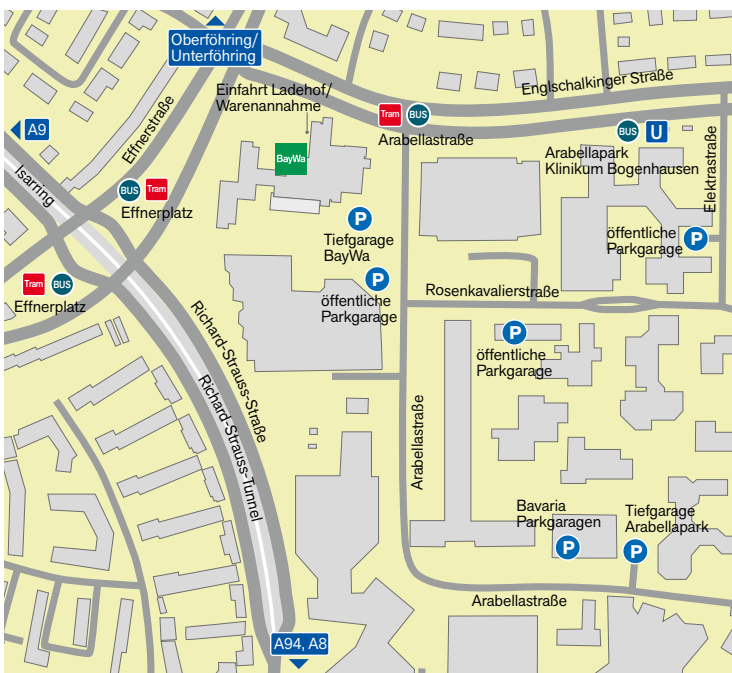 Oberföhring/
Unterföhring
A9
Isarring
Effnerstraße
Einfahrt Ladehof/
Warenannahme
BayWa
Tram
BUS
Arabellastraße
Englschalkinger Straße
BUS
U
Arabellapark
Klinikum Bogenhausen
Elektrastraße
BUS
Tram
Effnerplatz
P
Tiefgarage
BayWa
P
öffentliche
Parkgarage
öffentliche
Parkgarage
P
Tram
BUS
Effnerplatz
Rosenkavalierstraße
P
öffentliche
Parkgarage
Richard-Strauss-Straße
Richard-Strauss-Tunnel
Arabellastraße
Bavaria
Parkgaragen
P
Tiefgarage
Arabellapark
P
Arabellastraße
A94, A8